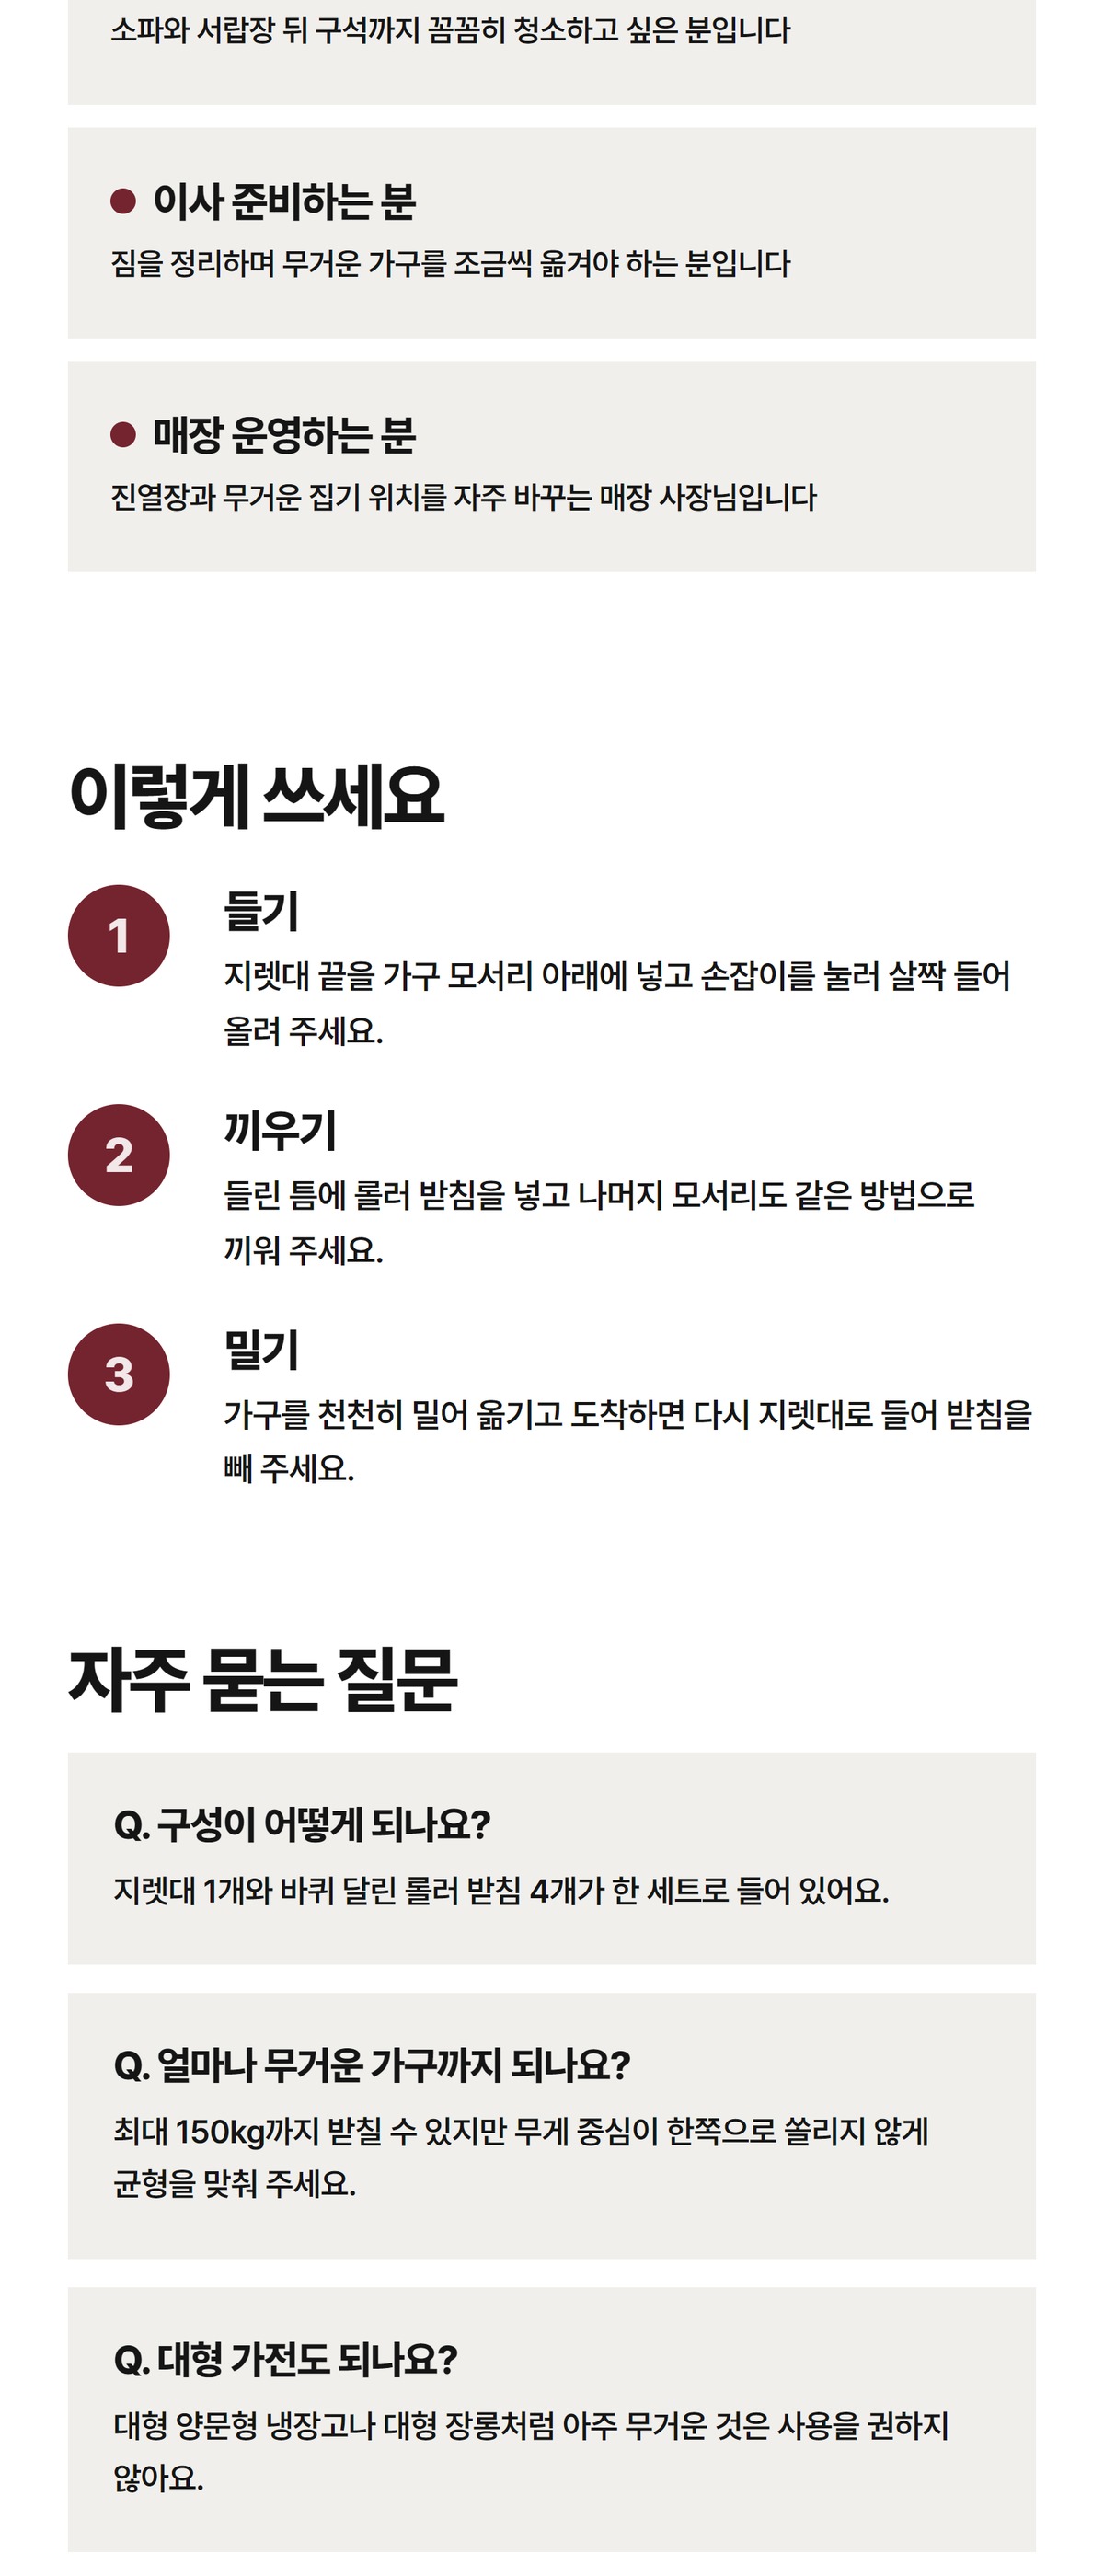 소파와 서랍장 뒤 구석까지 꼼꼼히 청소하고 싶은 분입니다
이사 준비하는 분
짐을 정리하며 무거운 가구를 조금씩 옮겨야 하는 분입니다
매장 운영하는 분
진열장과 무거운 집기 위치를 자주 바꾸는 매장 사장님입니다
이렇게 쓰세요
1
들기
지렛대 끝을 가구 모서리 아래에 넣고 손잡이를 눌러 살짝 들어
올려 주세요.
2
끼우기
들린 틈에 롤러 받침을 넣고 나머지 모서리도 같은 방법으로
끼워 주세요.
3
밀기
가구를 천천히 밀어 옮기고 도착하면 다시 지렛대로 들어 받침을
빼 주세요.
자주 묻는 질문
Q. 구성이 어떻게 되나요?
지렛대 1개와 바퀴 달린 롤러 받침 4개가 한 세트로 들어 있어요.
Q. 얼마나 무거운 가구까지 되나요?
최대 150kg까지 받칠 수 있지만 무게 중심이 한쪽으로 쏠리지 않게
균형을 맞춰 주세요.
Q. 대형 가전도 되나요?
대형 양문형 냉장고나 대형 장롱처럼 아주 무거운 것은 사용을 권하지
않아요.